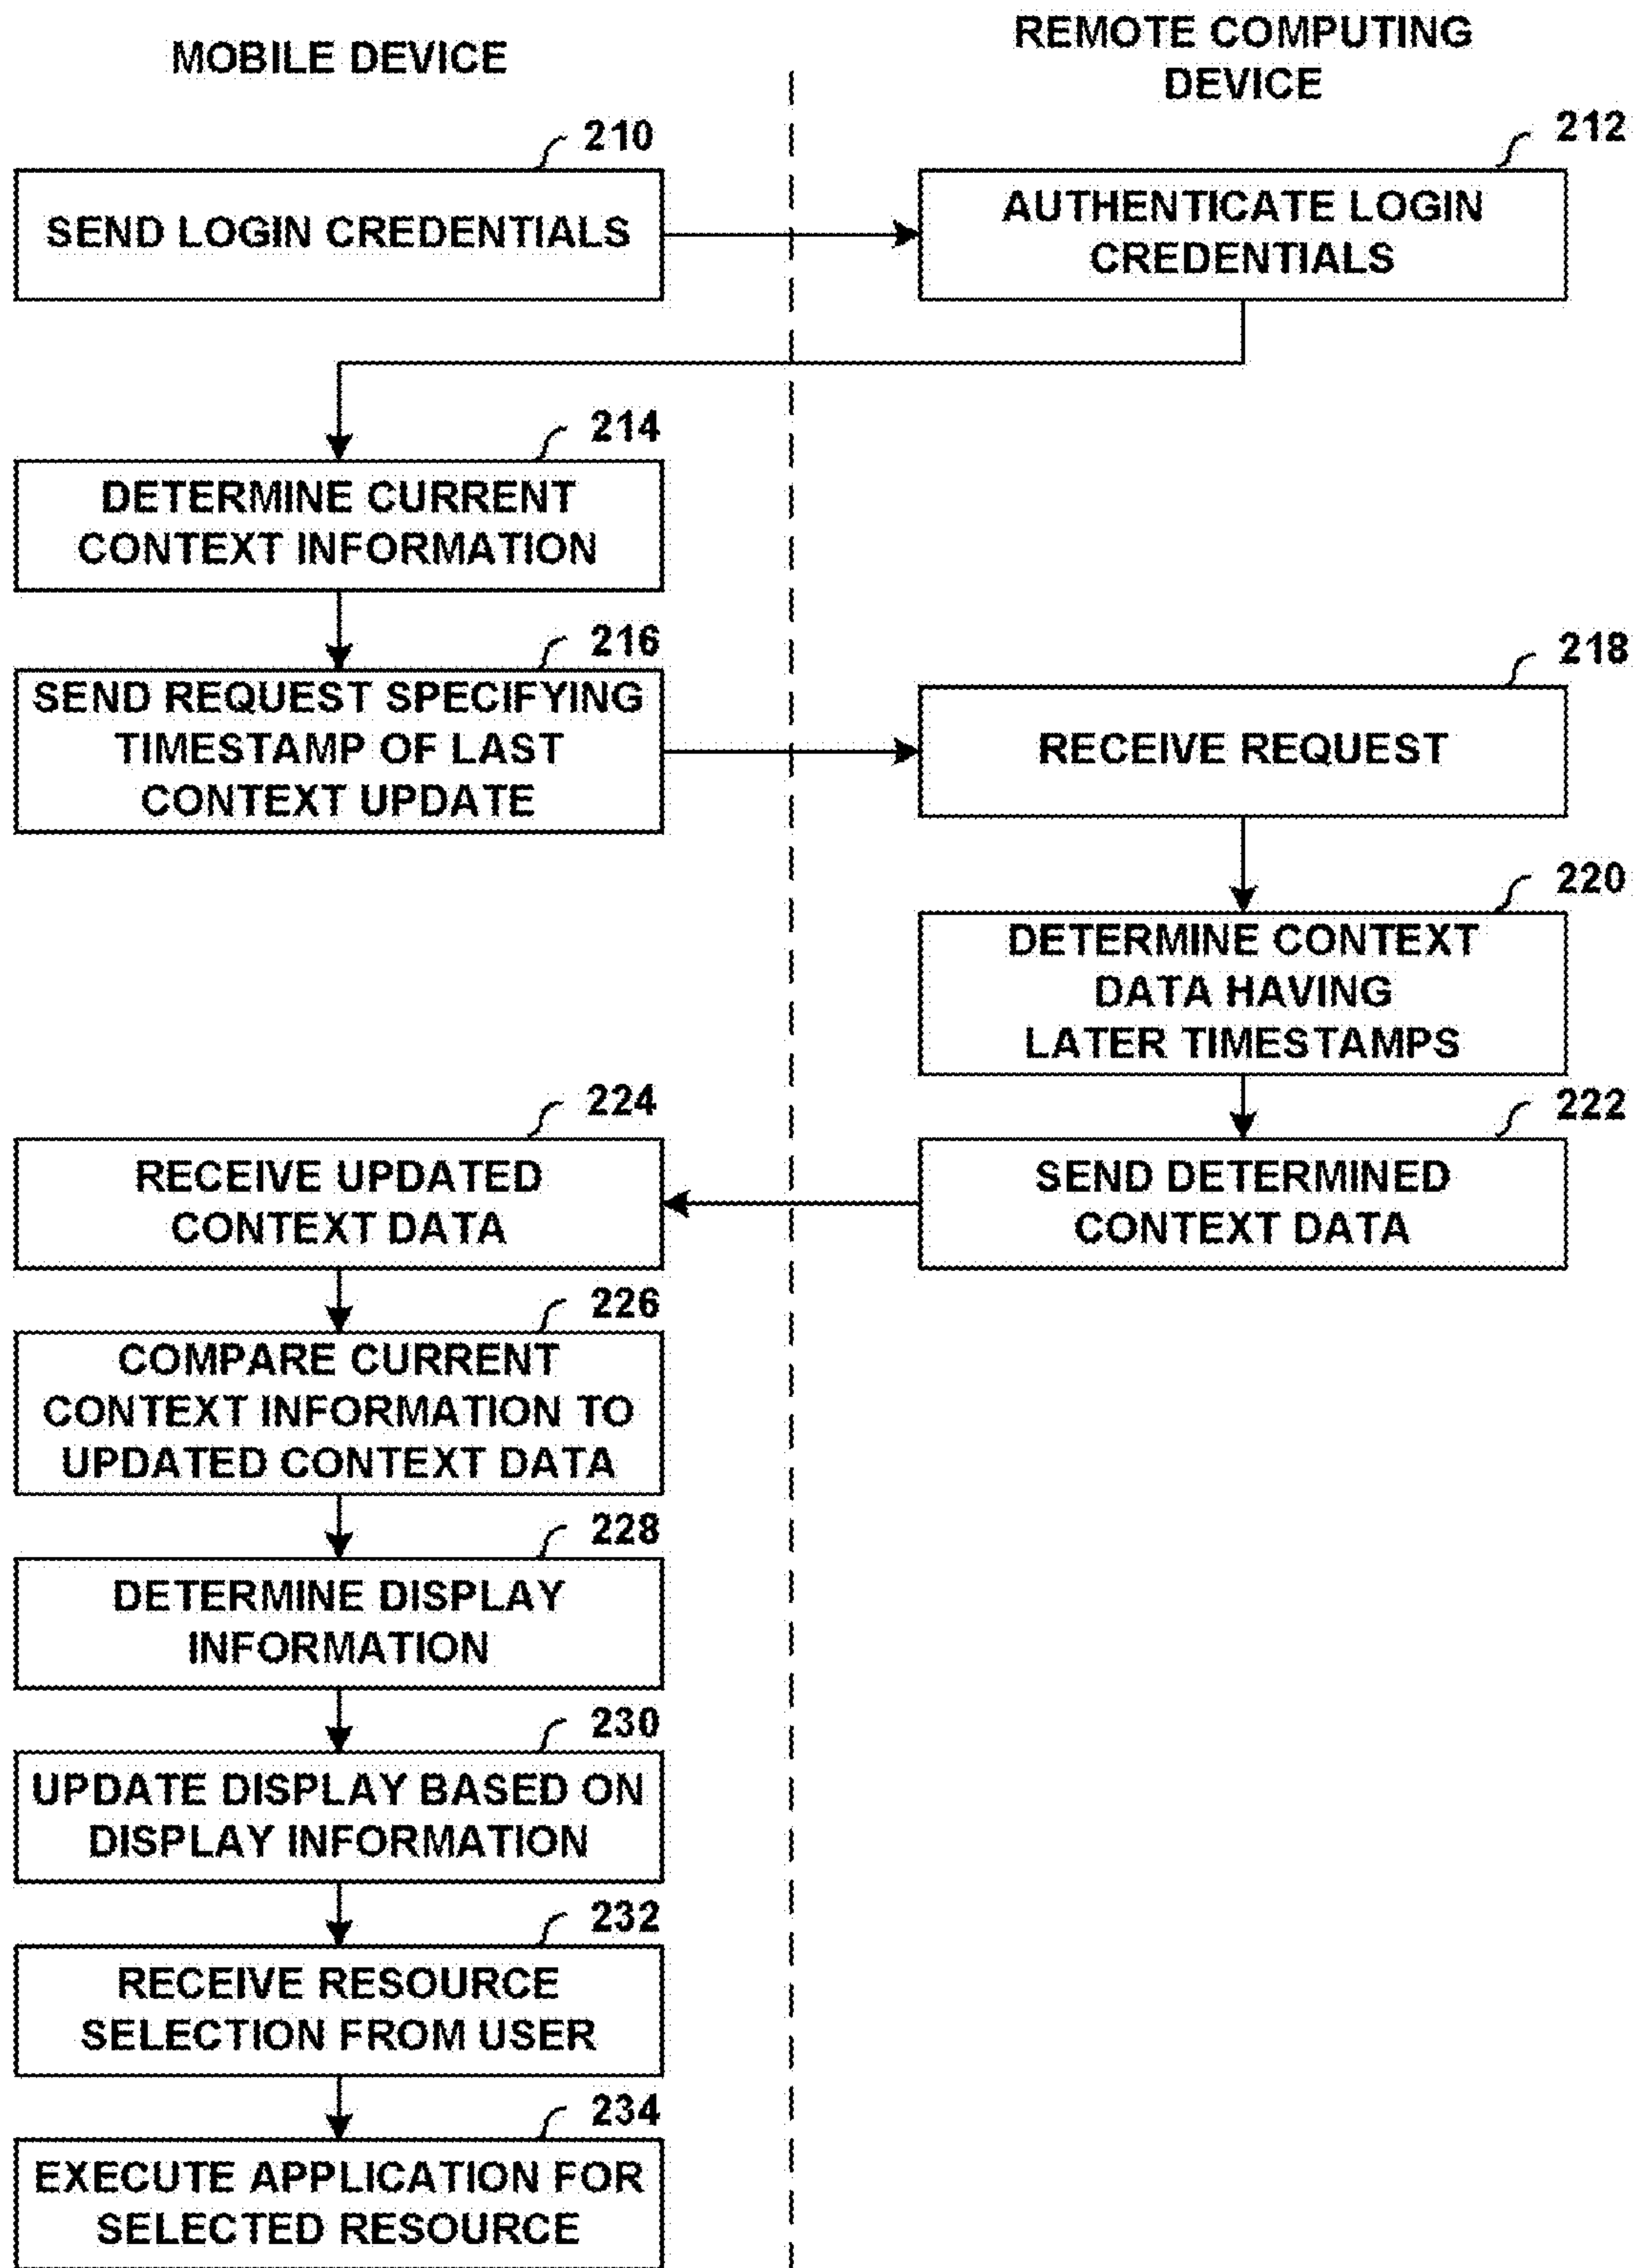 MOBILE DEVICE
REMOTE COMPUTING
DEVICE
210
SEND LOGIN CREDENTIALS
212
AUTHENTICATE LOGIN
CREDENTIALS
214
DETERMINE CURRENT
CONTEXT INFORMATION
216
SEND REQUEST SPECIFYING
TIMESTAMP OF LAST
CONTEXT UPDATE
218
RECEIVE REQUEST
220
DETERMINE CONTEXT
DATA HAVING
LATER TIMESTAMPS
222
SEND DETERMINED
CONTEXT DATA
224
RECEIVE UPDATED
CONTEXT DATA
226
COMPARE CURRENT
CONTEXT INFORMATION TO
UPDATED CONTEXT DATA
228
DETERMINE DISPLAY
INFORMATION
230
UPDATE DISPLAY BASED ON
DISPLAY INFORMATION
232
RECEIVE RESOURCE
SELECTION FROM USER
234
EXECUTE APPLICATION FOR
SELECTED RESOURCE